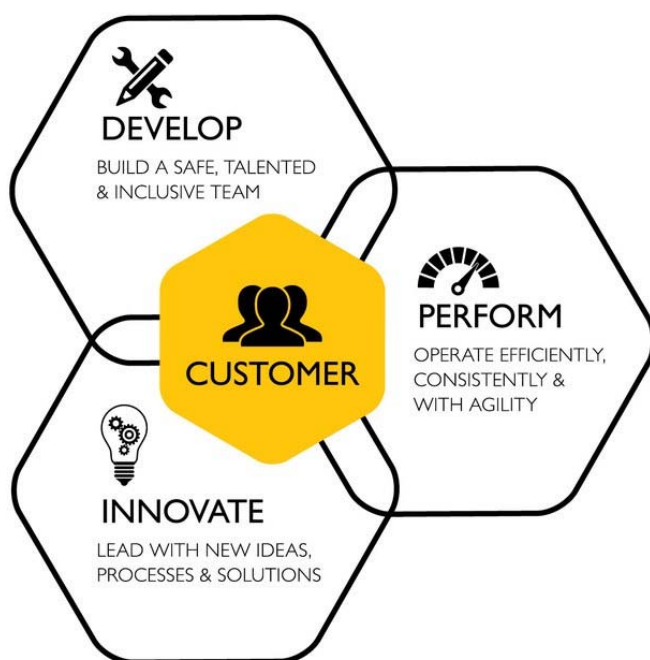 DEVELOP
BUILD A SAFE, TALENTED
& INCLUSIVE TEAM
PERFORM
OPERATE EFFICIENTLY,
CONSISTENTLY &
WITH AGILITY
CUSTOMER
INNOVATE
LEAD WITH NEW IDEAS,
PROCESSES & SOLUTIONS